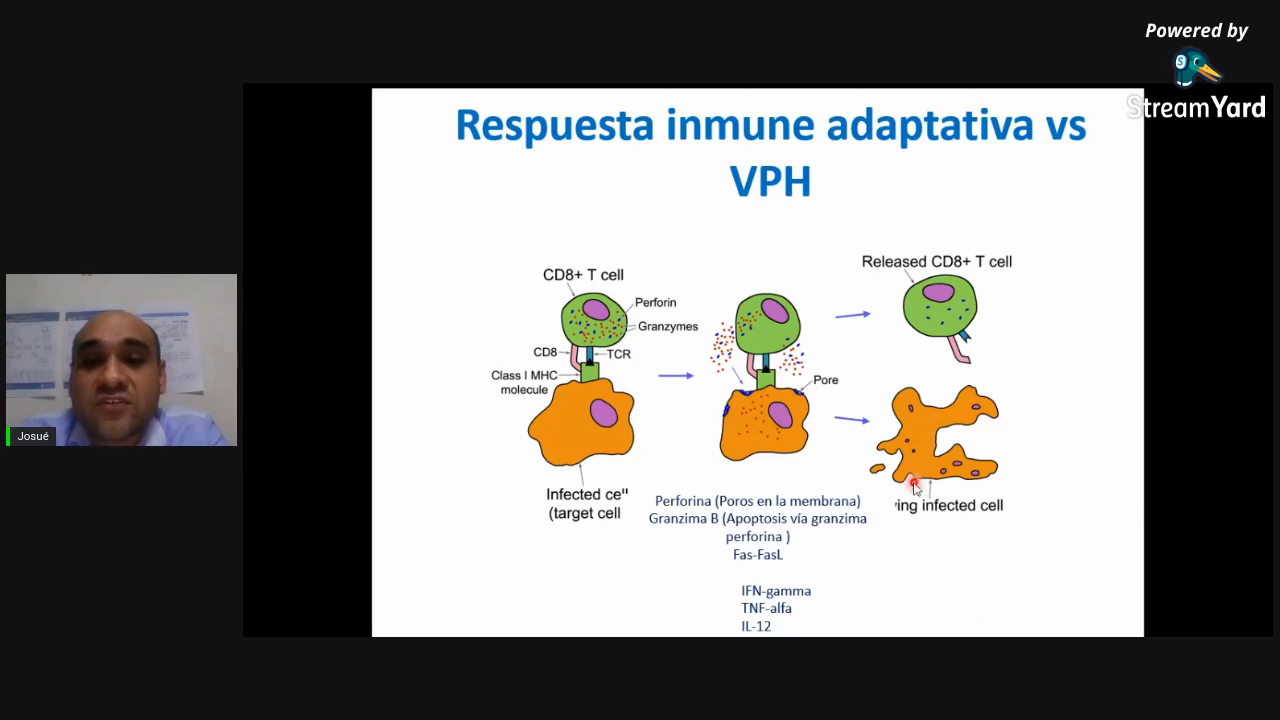 Powered by
StreamYard
Respuesta inmune adaptativa vs
VPH
CD8+ T cell
Perforin
Granzymes
CD8
TCR
Class I MHC
molecule
Infected ce
(target cell
Pore
Released CD8+ T cell
ying infected cell
Perforina (Poros en la membrana)
Granzima B (Apoptosis vía granzima
perforina )
Fas-FasL
IFN-gamma
TNF-alfa
IL-12
Josué